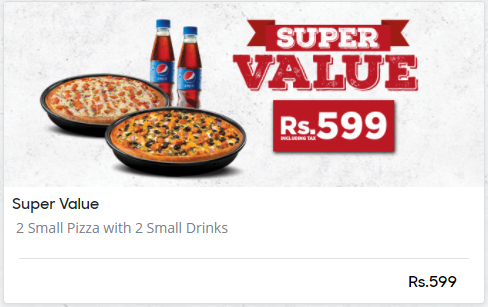 SUPER
VALUE
Rs.599
INCLUDING TAX
Super Value
2 Small Pizza with 2 Small Drinks
Rs.599